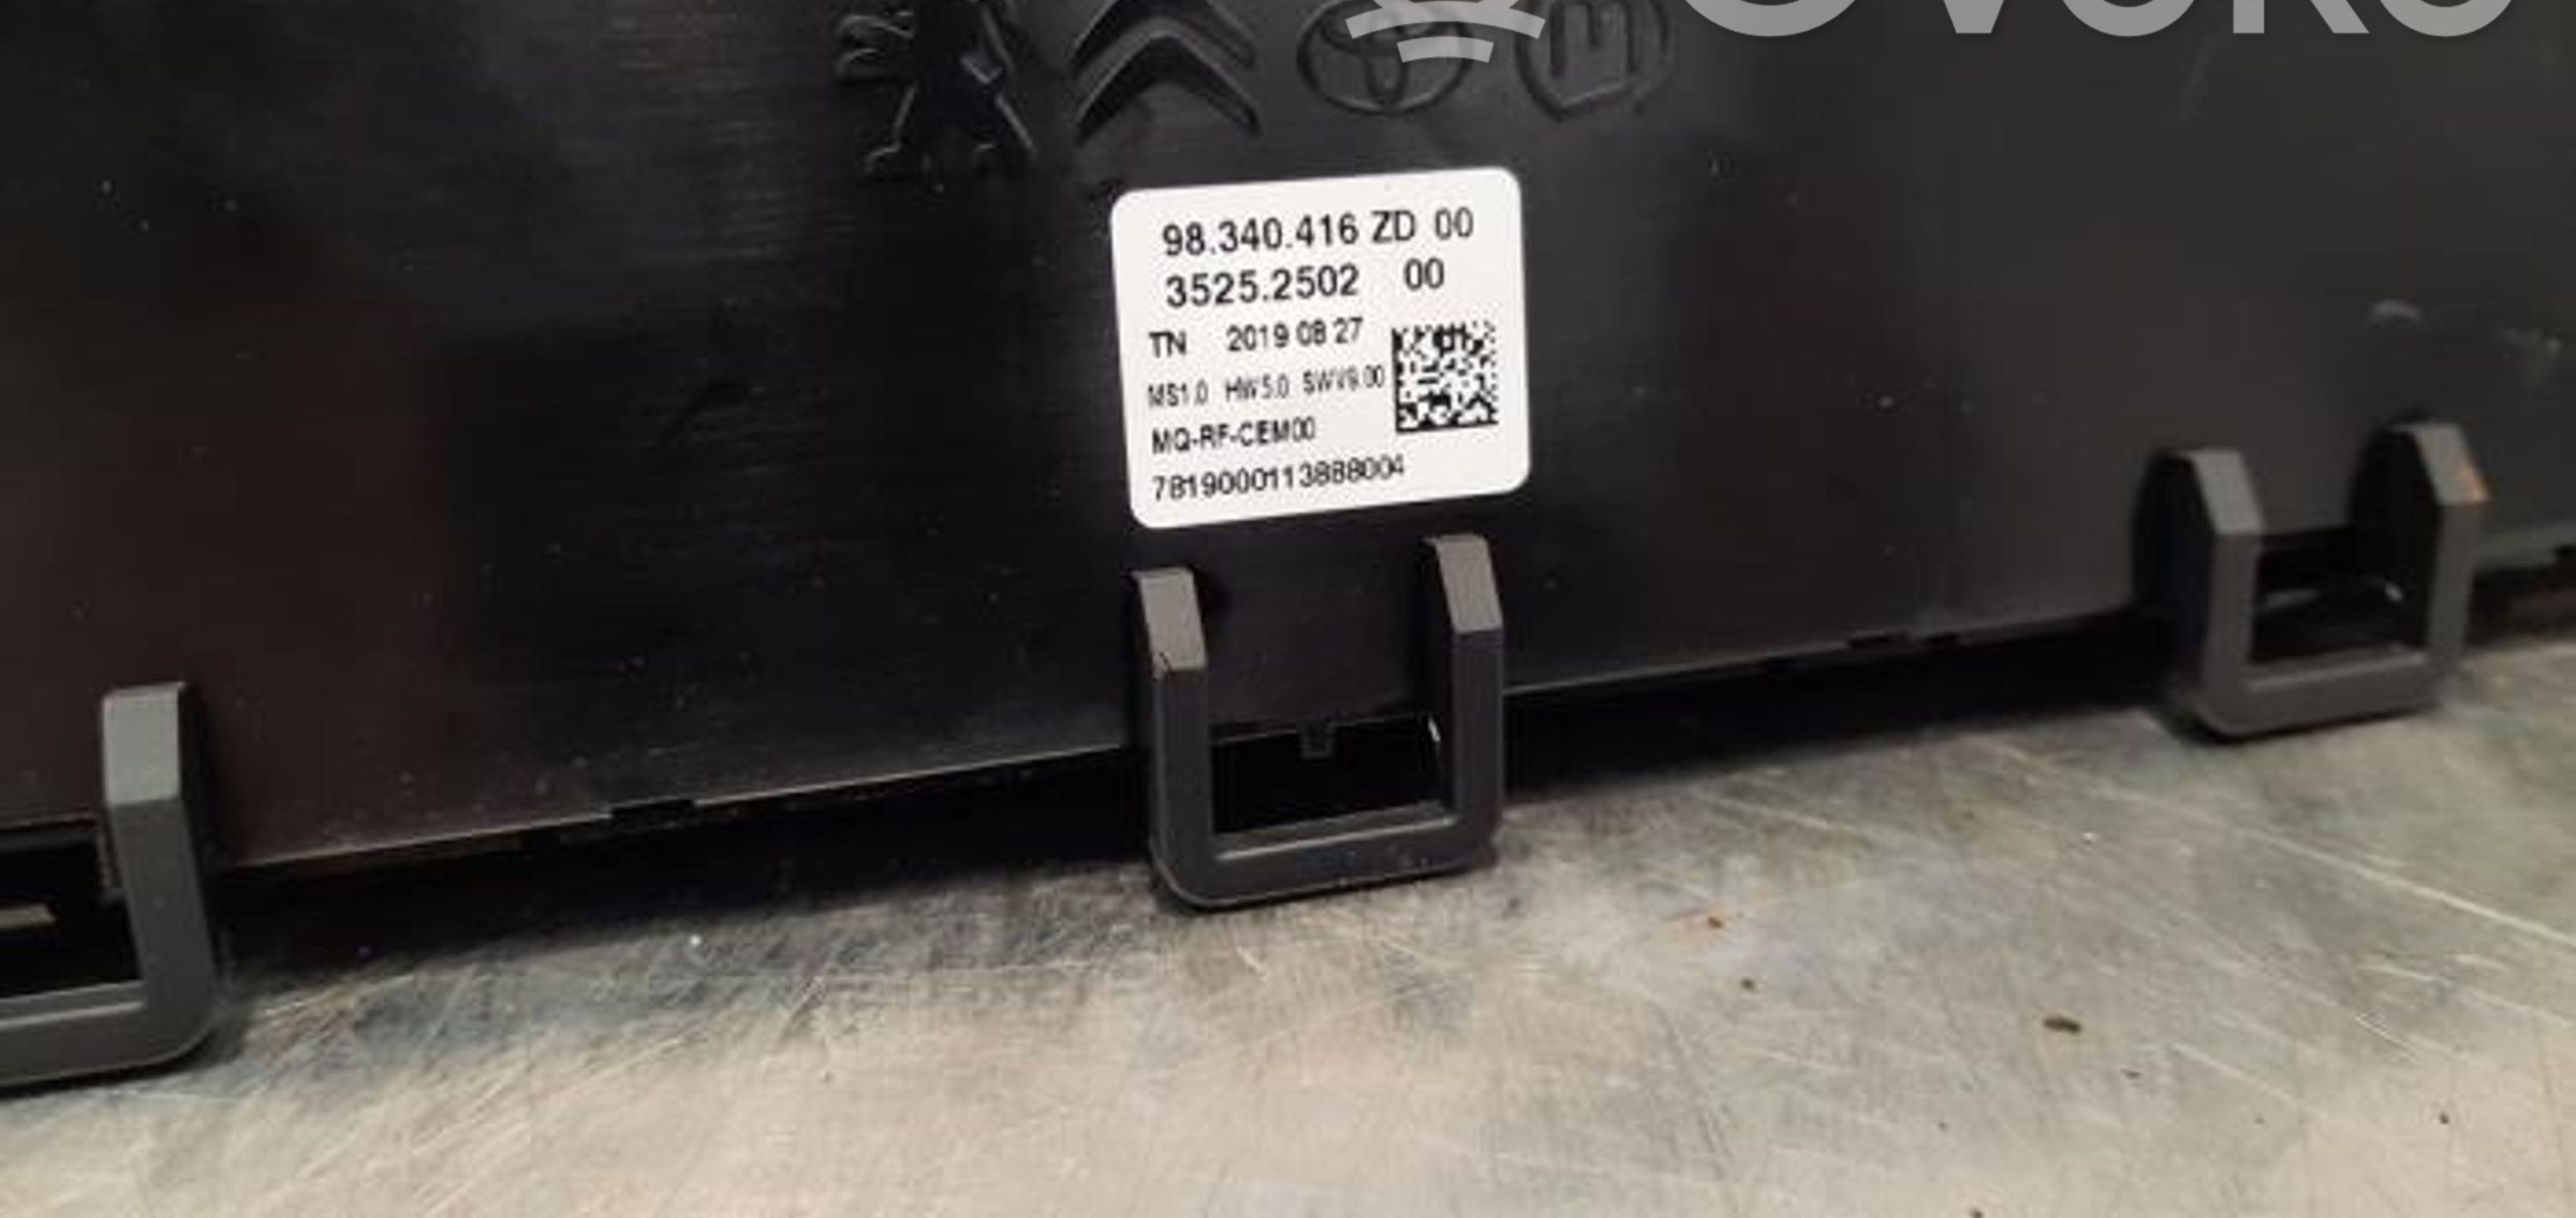 OVOKO
98.340.416 ZD 00
3525.2502 00
TN 2019 08 27
MS1.0 HW5.0 SWV9.00
MQ-RF-CEM00
7819000113888004